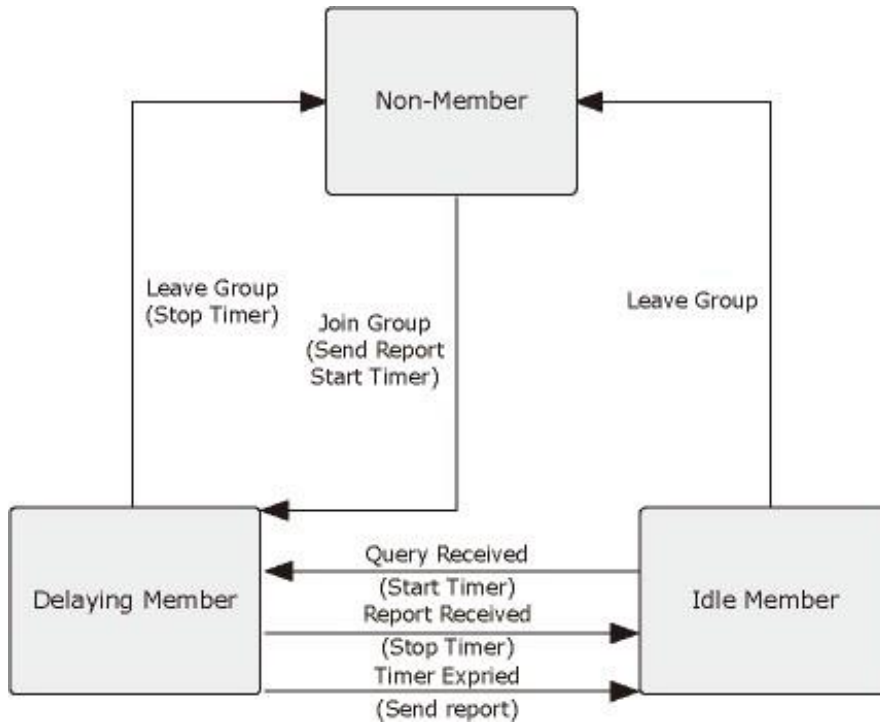 Non-Member
Leave Group
(Stop Timer)
Join Group
(Send Report
Start Timer)
Leave Group
Delaying Member
Query Received
(Start Timer)
Report Received
(Stop Timer)
Timer Expried
(Send report)
Idle Member